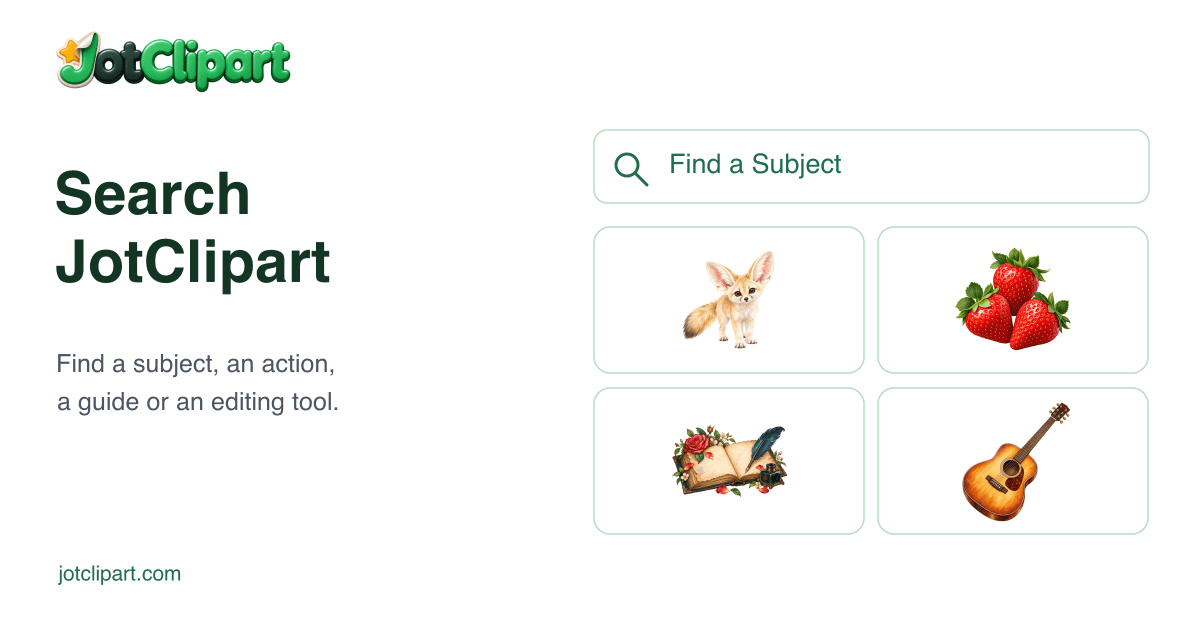 JotClipart
Search
JotClipart
Find a subject, an action,
a guide or an editing tool.
jotclipart.com
Find a Subject